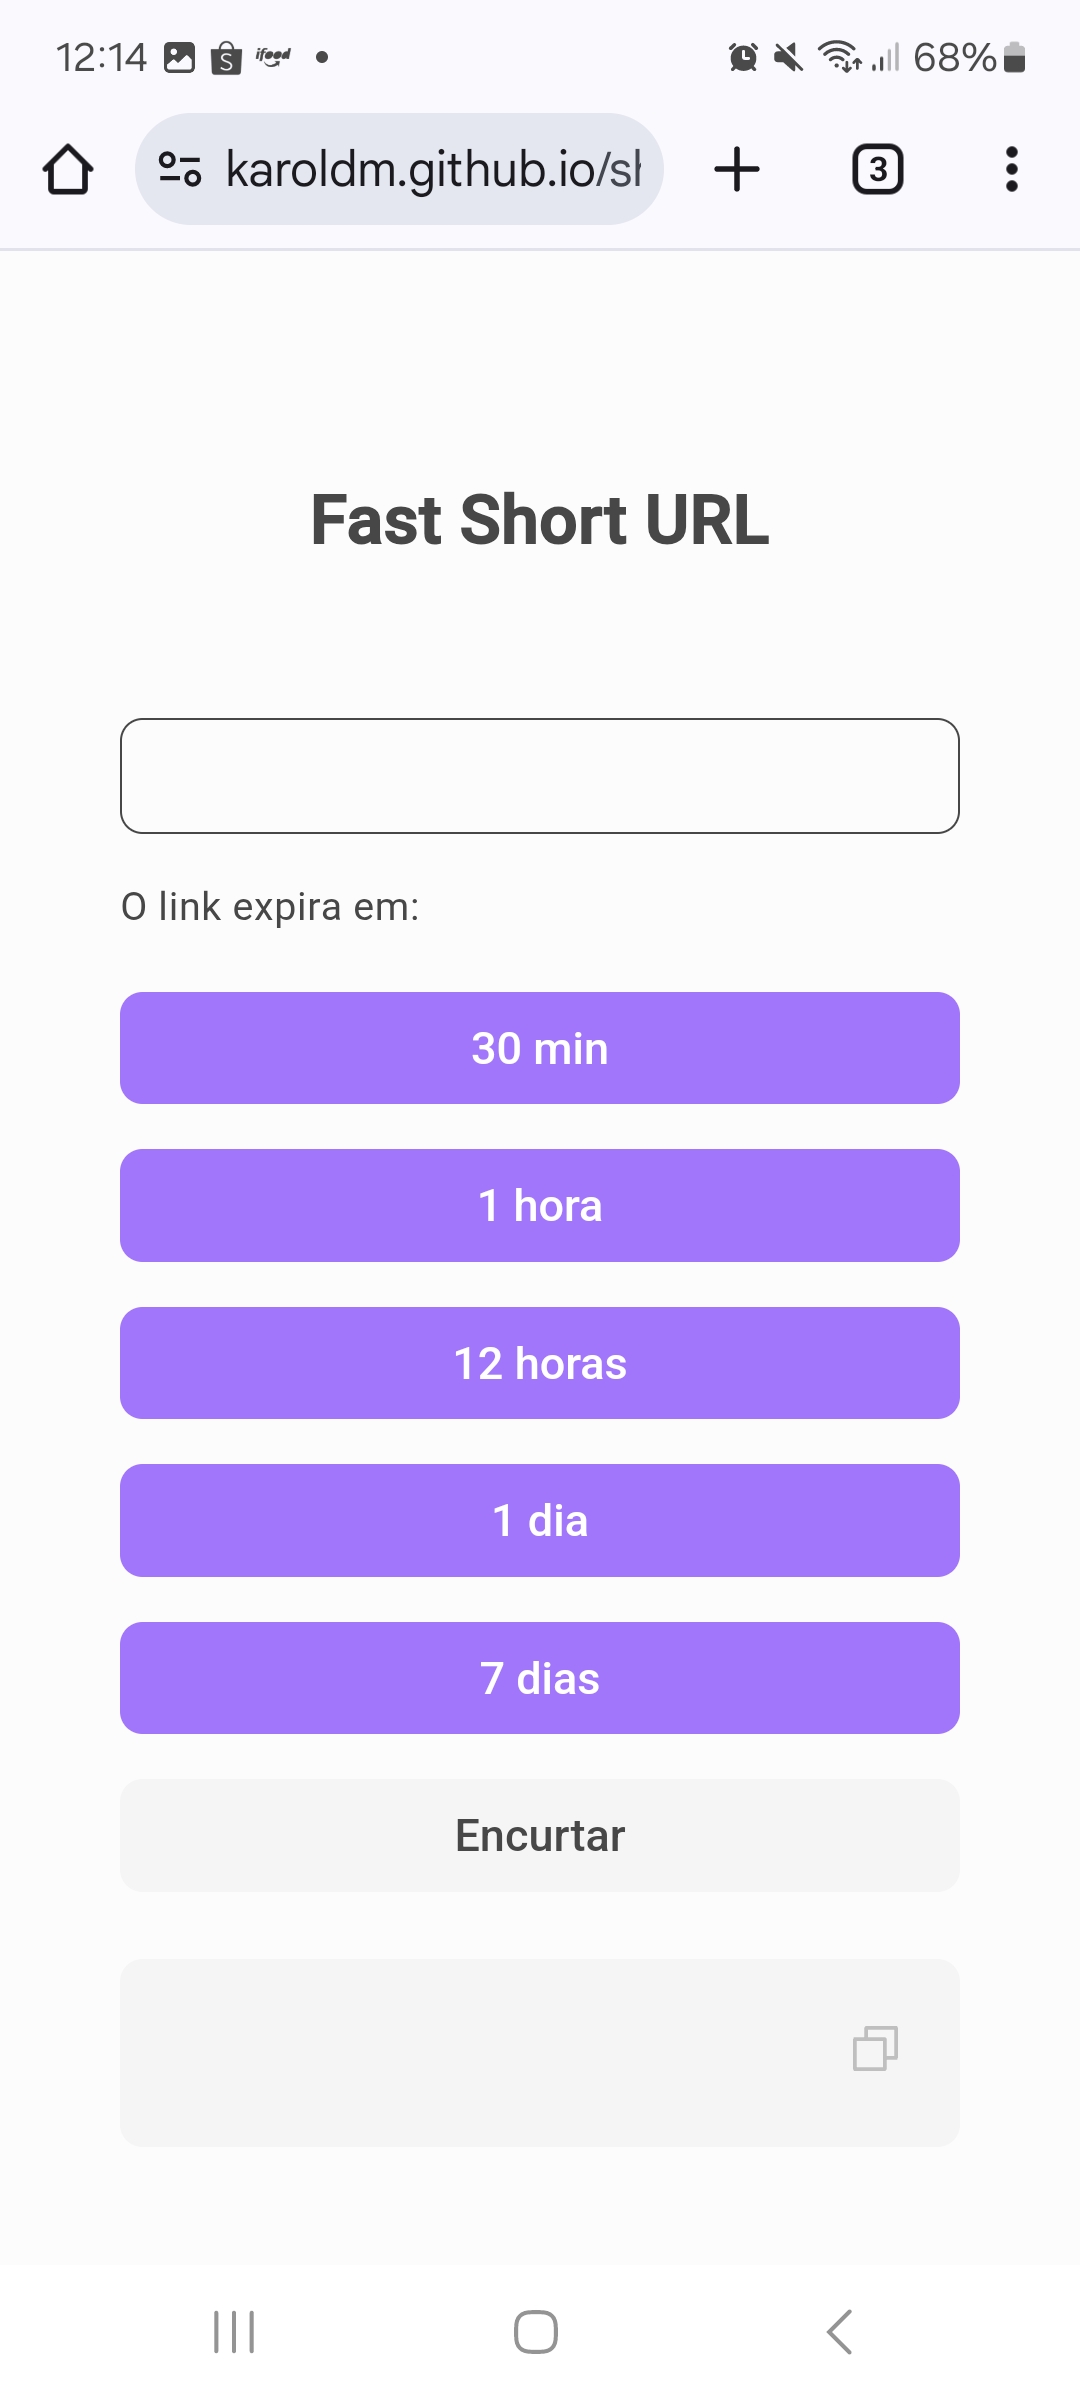 12:14 S ifood 68%
karoldm.github.io/sh 3
Fast Short URL
O link expira em:
30 min
1 hora
12 horas
1 dia
7 dias
Encurtar